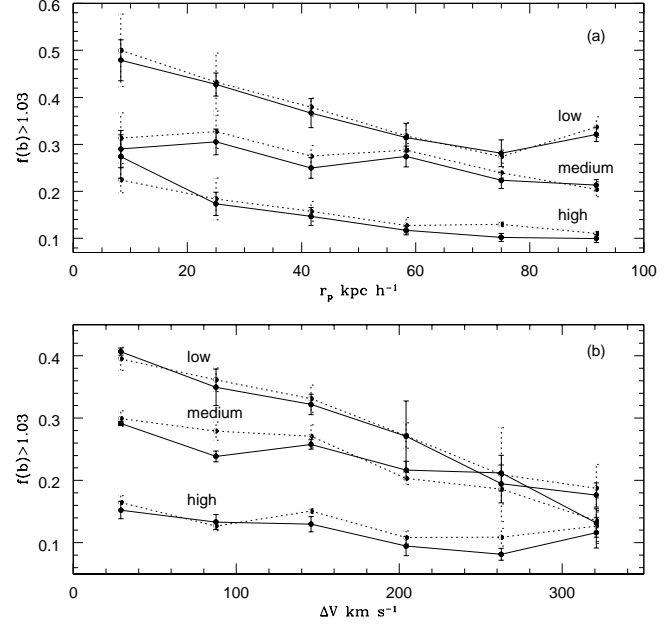 0.6
(a)
0.5
0.4
f(b)>1.03
low
0.3
medium
0.2
high
0.1
0 20 40 60 80 100
r_p kpc h⁻¹
(b)
0.4
low
0.3
medium
f(b)>1.03
0.2
high
0.1
0 100 200 300
ΔV km s⁻¹